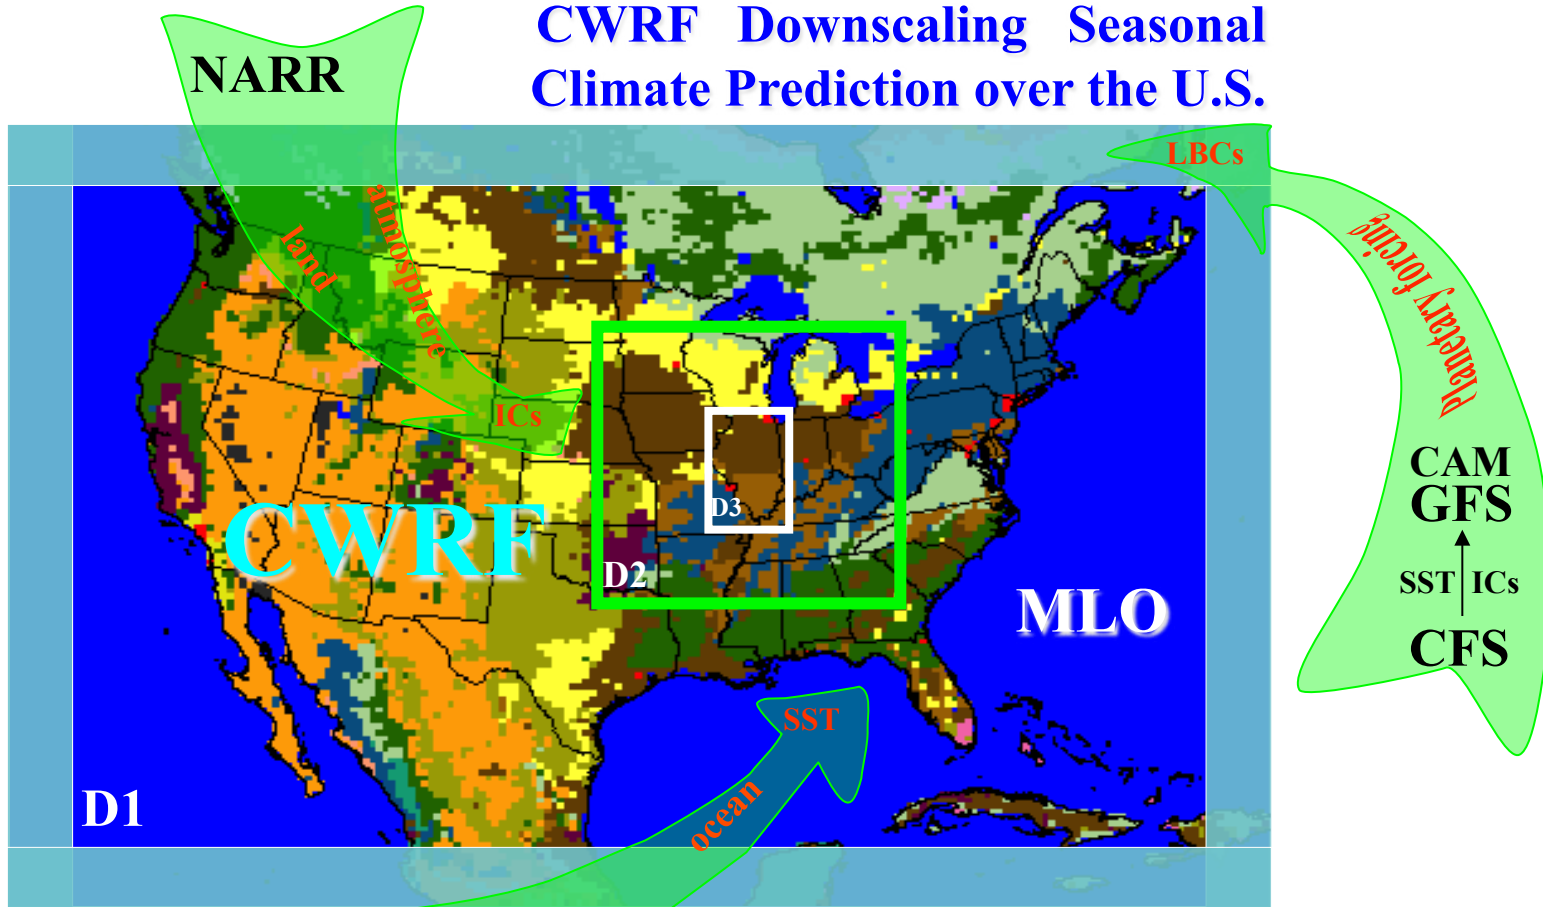 CWRF Downscaling Seasonal
Climate Prediction over the U.S.
NARR
LBCs
land
atmosphere
Planetary forcing
ICs
CAM
GFS
D3
CWRF
D2
SST
ICs
MLO
CFS
SST
D1
ocean